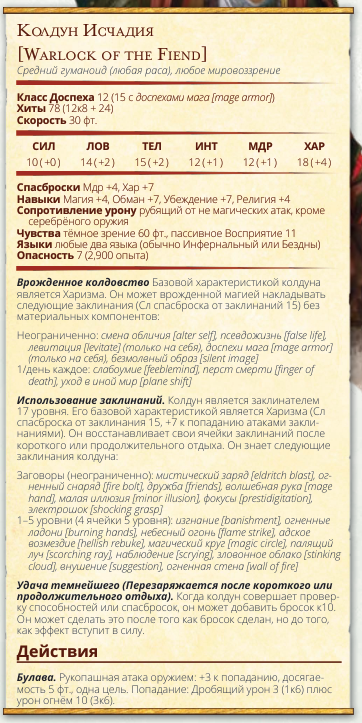 Колдун Исчадия
[Warlock of the Fiend]
Средний гуманоид (любая раса), любое мировоззрение
Класс Доспеха 12 (15 с доспехами мага [mage armor])
Хиты 78 (12к8 + 24)
Скорость 30 фт.
СИЛ ЛОВ ТЕЛ ИНТ МДР ХАР
10 (+0) 14 (+2) 15 (+2) 12 (+1) 12 (+1) 18 (+4)
Спасброски Мдр +4, Хар +7
Навыки Магия +4, Обман +7, Убеждение +7, Религия +4
Сопротивление урону рубящий от не магических атак, кроме
серебрёного оружия
Чувства тёмное зрение 60 фт., пассивное Восприятие 11
Языки любые два языка (обычно Инфернальный или Бездны)
Опасность 7 (2,900 опыта)
Врожденное колдовство Базовой характеристикой колдуна
является Харизма. Он может врожденной магией накладывать
следующие заклинания (Сл спасброска от заклинаний 15) без
материальных компонентов:
Неограниченно: смена обличия [alter self], псевдожизнь [false life],
левитация [levitate] (только на себя), доспехи мага [mage armor]
(только на себя), безмолвный образ [silent image]
1/день каждое: слабоумие [feeblemind], перст смерти [finger of
death], уход в иной мир [plane shift]
Использование заклинаний. Колдун является заклинателем
17 уровня. Его базовой характеристикой является Харизма (Сл
спасброска от заклинания 15, +7 к попаданию атаками закли-
наниями). Он восстанавливает свои ячейки заклинаний после
короткого или продолжительного отдыха. Он знает следующие
заклинания колдуна:
Заговоры (неограниченно): мистический заряд [eldritch blast], ог-
ненный снаряд [fire bolt], дружба [friends], волшебная рука [mage
hand], малая иллюзия [minor illusion], фокусы [prestidigitation],
электрошок [shocking grasp]
1–5 уровни (4 ячейки 5 уровня): изгнание [banishment], огненные
ладони [burning hands], небесный огонь [flame strike], адское
возмездие [hellish rebuke], магический круг [magic circle], палящий
луч [scorching ray], наблюдение [scrying], зловонное облако [stinking
cloud], внушение [suggestion], огненная стена [wall of fire]
Удача темнейшего (Перезаряжается после короткого или
продолжительного отдыха). Когда колдун совершает провер-
ку способностей или спасбросок, он может добавить бросок к10.
Он может сделать это после того как бросок сделан, но до того,
как эффект вступит в силу.
Действия
Булава. Рукопашная атака оружием: +3 к попаданию, досягае-
мость 5 фт., одна цель. Попадание: Дробящий урон 3 (1к6) плюс
урон огнём 10 (3к6).